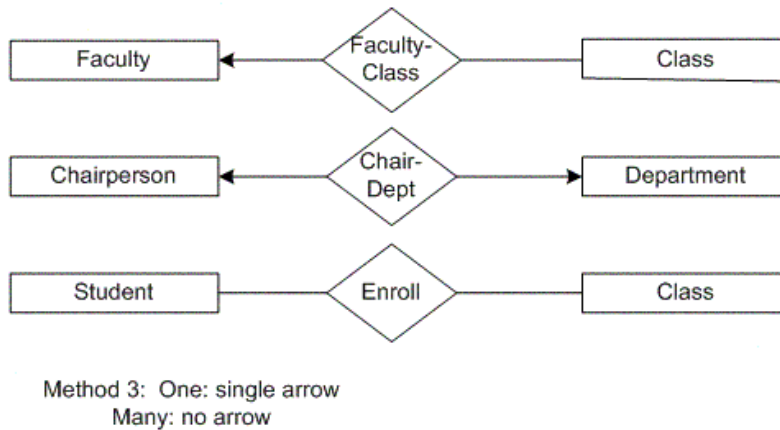 Faculty
Faculty-
Class
Class
Chairperson
Chair-
Dept
Department
Student
Enroll
Class
Method 3: One: single arrow
Many: no arrow